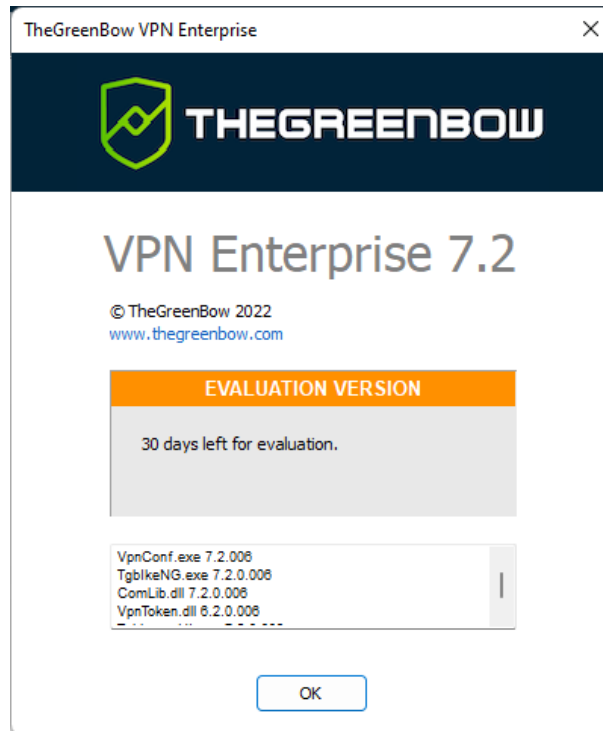 TheGreenBow VPN Enterprise
THEGREENBOW
VPN Enterprise 7.2
© TheGreenBow 2022
www.thegreenbow.com
EVALUATION VERSION
30 days left for evaluation.
VpnConf.exe 7.2.006
TgbIkeNG.exe 7.2.0.006
ComLib.dll 7.2.0.006
VpnToken.dll 6.2.0.006
OK